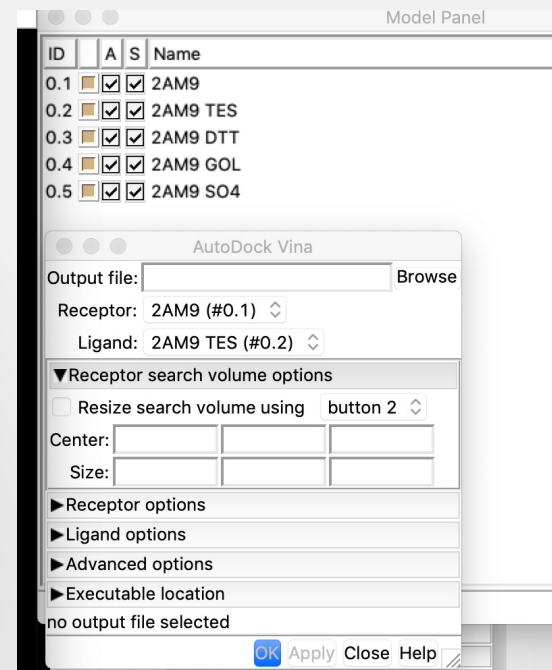 Model Panel
ID A S Name
0.1 2AM9
0.2 2AM9 TES
0.3 2AM9 DTT
0.4 2AM9 GOL
0.5 2AM9 SO4
AutoDock Vina
Output file: Browse
Receptor: 2AM9 (#0.1)
Ligand: 2AM9 TES (#0.2)
▼Receptor search volume options
Resize search volume using button 2
Center:
Size:
▶Receptor options
▶Ligand options
▶Advanced options
▶Executable location
no output file selected
OK Apply Close Help